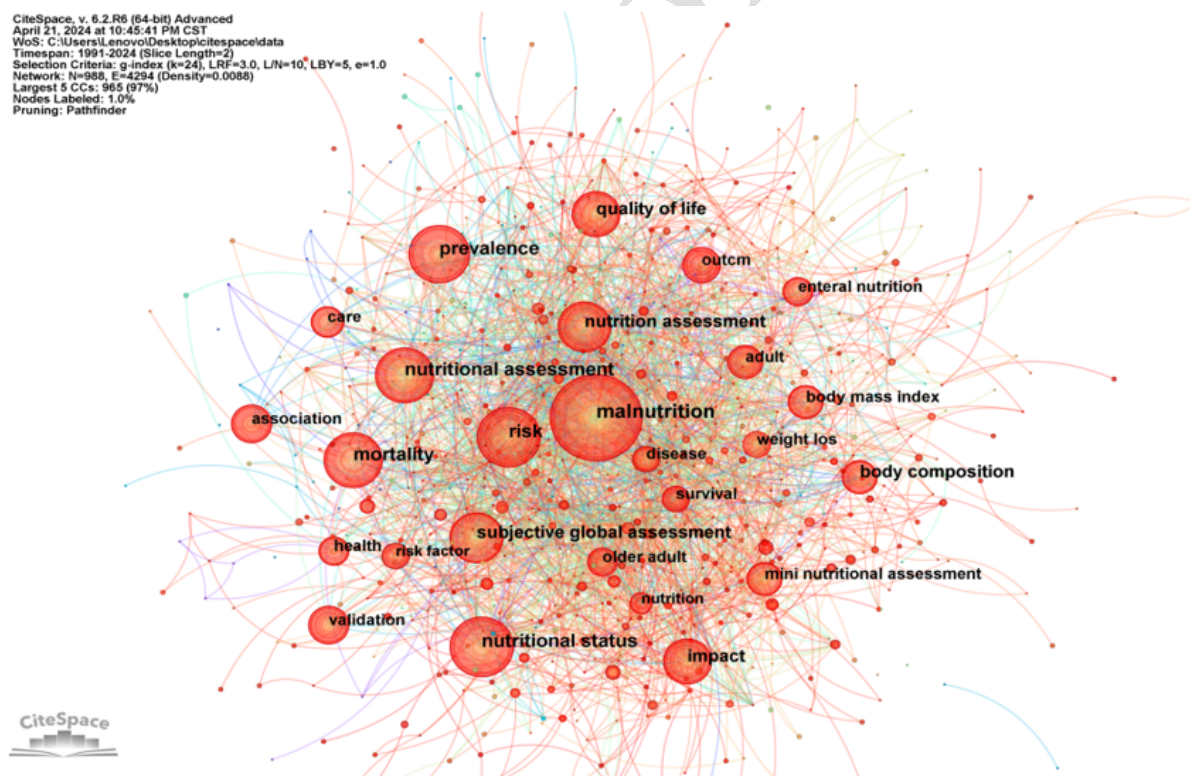 CiteSpace, v. 6.2.R6 (64-bit) Advanced
April 21, 2024 at 10:45:41 PM CST
WoS: C:\Users\Lenovo\Desktop\citespace\data
Timespan: 1991-2024 (Slice Length=2)
Selection Criteria: g-index (k=24), LRF=3.0, L/N=10, LBY=5, e=1.0
Network: N=988, E=4294 (Density=0.0088)
Largest 5 CCs: 965 (97%)
Nodes Labeled: 1.0%
Pruning: Pathfinder
quality of life
prevalence
outcm
enteral nutrition
care
nutrition assessment
adult
nutritional assessment
body mass index
malnutrition
association
risk
weight los
mortality
disease
body composition
survival
subjective global assessment
health
risk factor
older adult
mini nutritional assessment
nutrition
validation
nutritional status
impact
CiteSpace